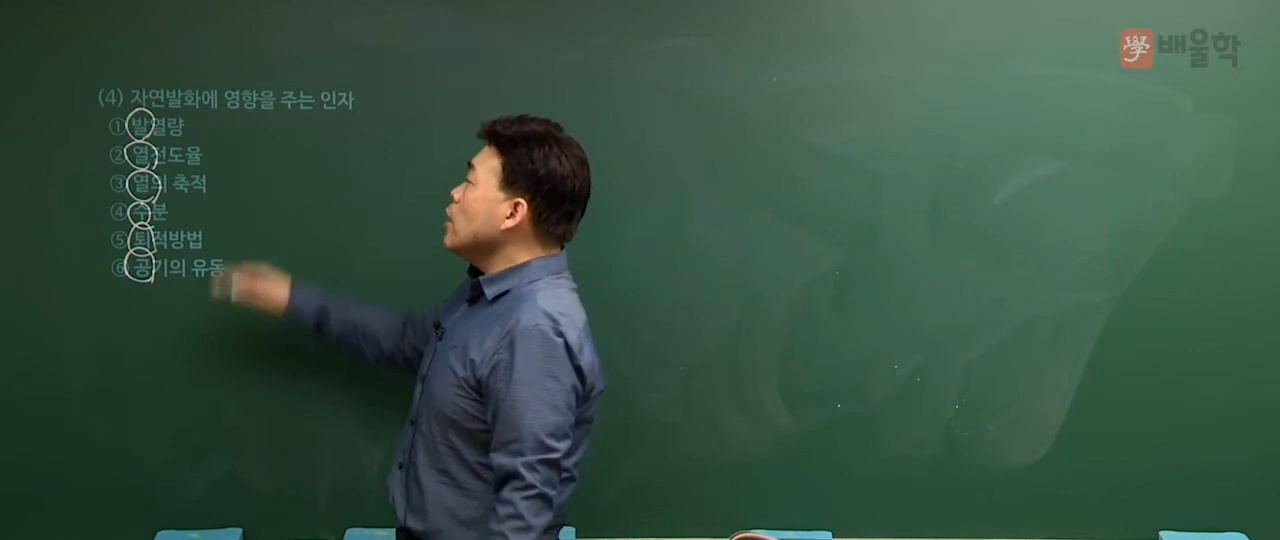 學 배울학
(4) 자연발화에 영향을 주는 인자
① 발열량
② 열전도율
③ 열의 축적
④ 수분
⑤ 퇴적방법
⑥ 공기의 유동